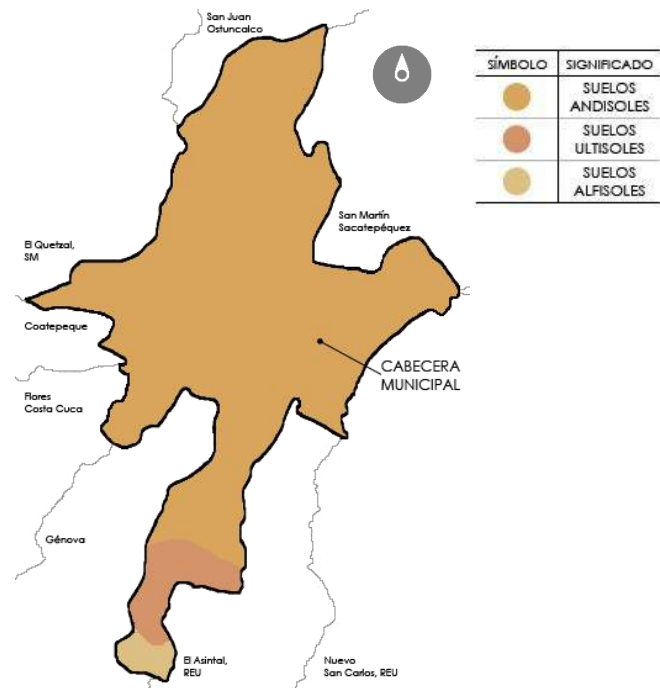 San Juan
Ostuncalco
SÍMBOLO SIGNIFICADO
SUELOS
ANDISOLES
SUELOS
ULTISOLES
SUELOS
ALFISOLES
San Martín
Sacatepéquez
El Quetzal,
SM
Coatepeque
CABECERA
MUNICIPAL
Flores
Costa Cuca
Génova
El Asintal,
REU
Nuevo
San Carlos, REU